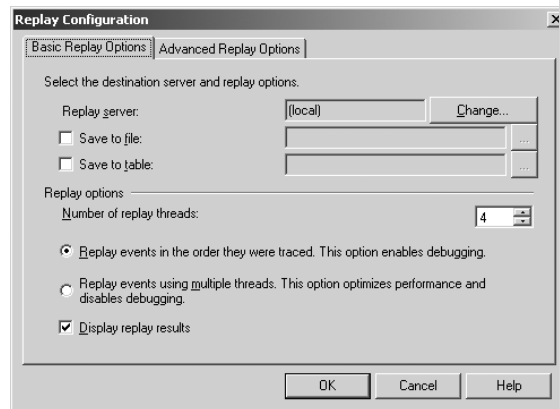 Replay Configuration
Basic Replay Options
Advanced Replay Options
Select the destination server and replay options.
Replay server:
(local)
Change...
Save to file:
...
Save to table:
...
Replay options
Number of replay threads:
4
Replay events in the order they were traced. This option enables debugging.
Replay events using multiple threads. This option optimizes performance and
disables debugging.
Display replay results
OK
Cancel
Help